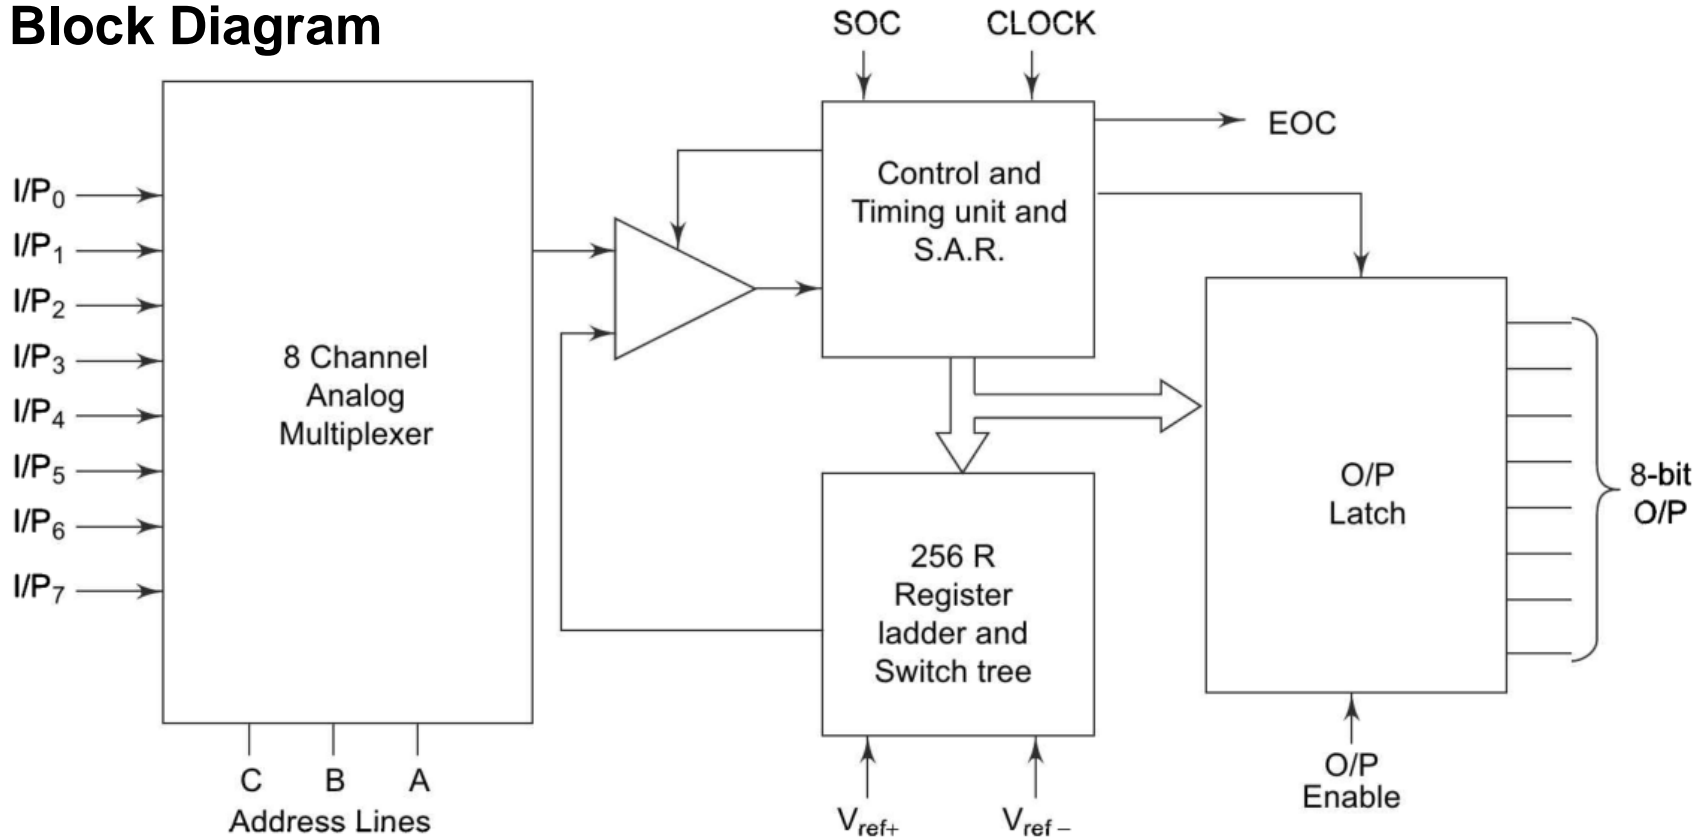 Block Diagram
SOC
CLOCK
EOC
Control and
Timing unit and
S.A.R.
I/P0
I/P1
I/P2
I/P3
I/P4
I/P5
I/P6
I/P7
8 Channel
Analog
Multiplexer
256 R
Register
ladder and
Switch tree
O/P
Latch
8-bit
O/P
C B A
Address Lines
Vref+
Vref –
O/P
Enable